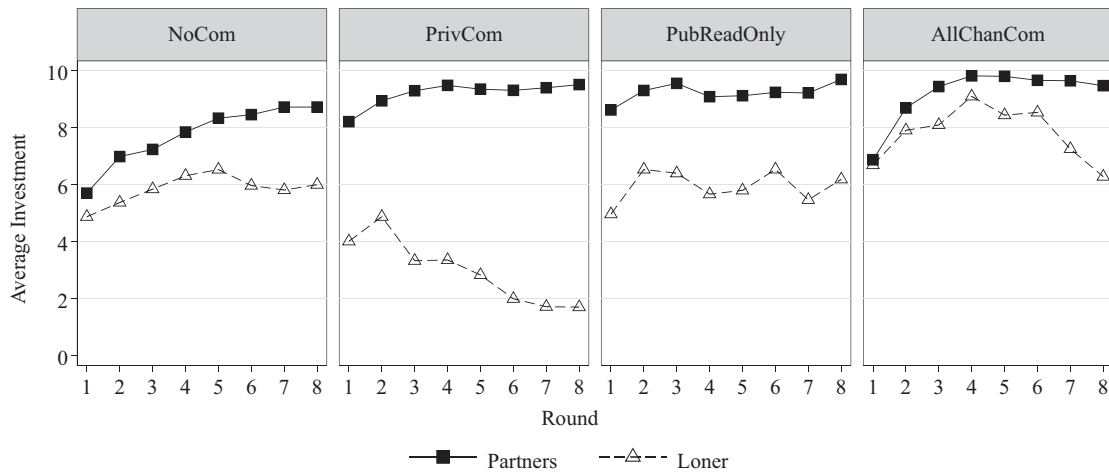 NoCom PrivCom PubReadOnly AllChanCom
10
8
6
4
2
0
Average Investment
1 2 3 4 5 6 7 8 1 2 3 4 5 6 7 8 1 2 3 4 5 6 7 8 1 2 3 4 5 6 7 8
Round
Partners Loner